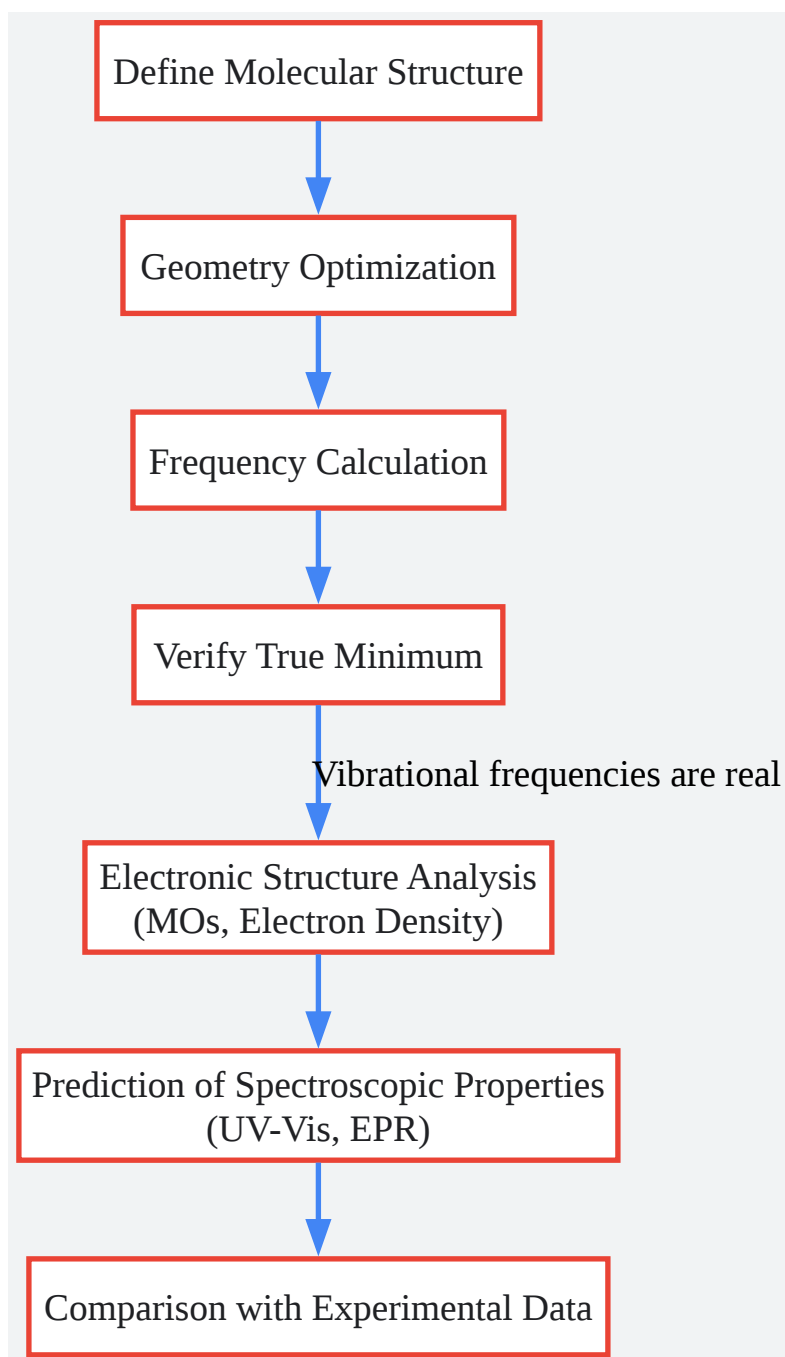 Define Molecular Structure
Geometry Optimization
Frequency Calculation
Verify True Minimum
Vibrational frequencies are real
Electronic Structure Analysis
(MOs, Electron Density)
Prediction of Spectroscopic Properties
(UV-Vis, EPR)
Comparison with Experimental Data